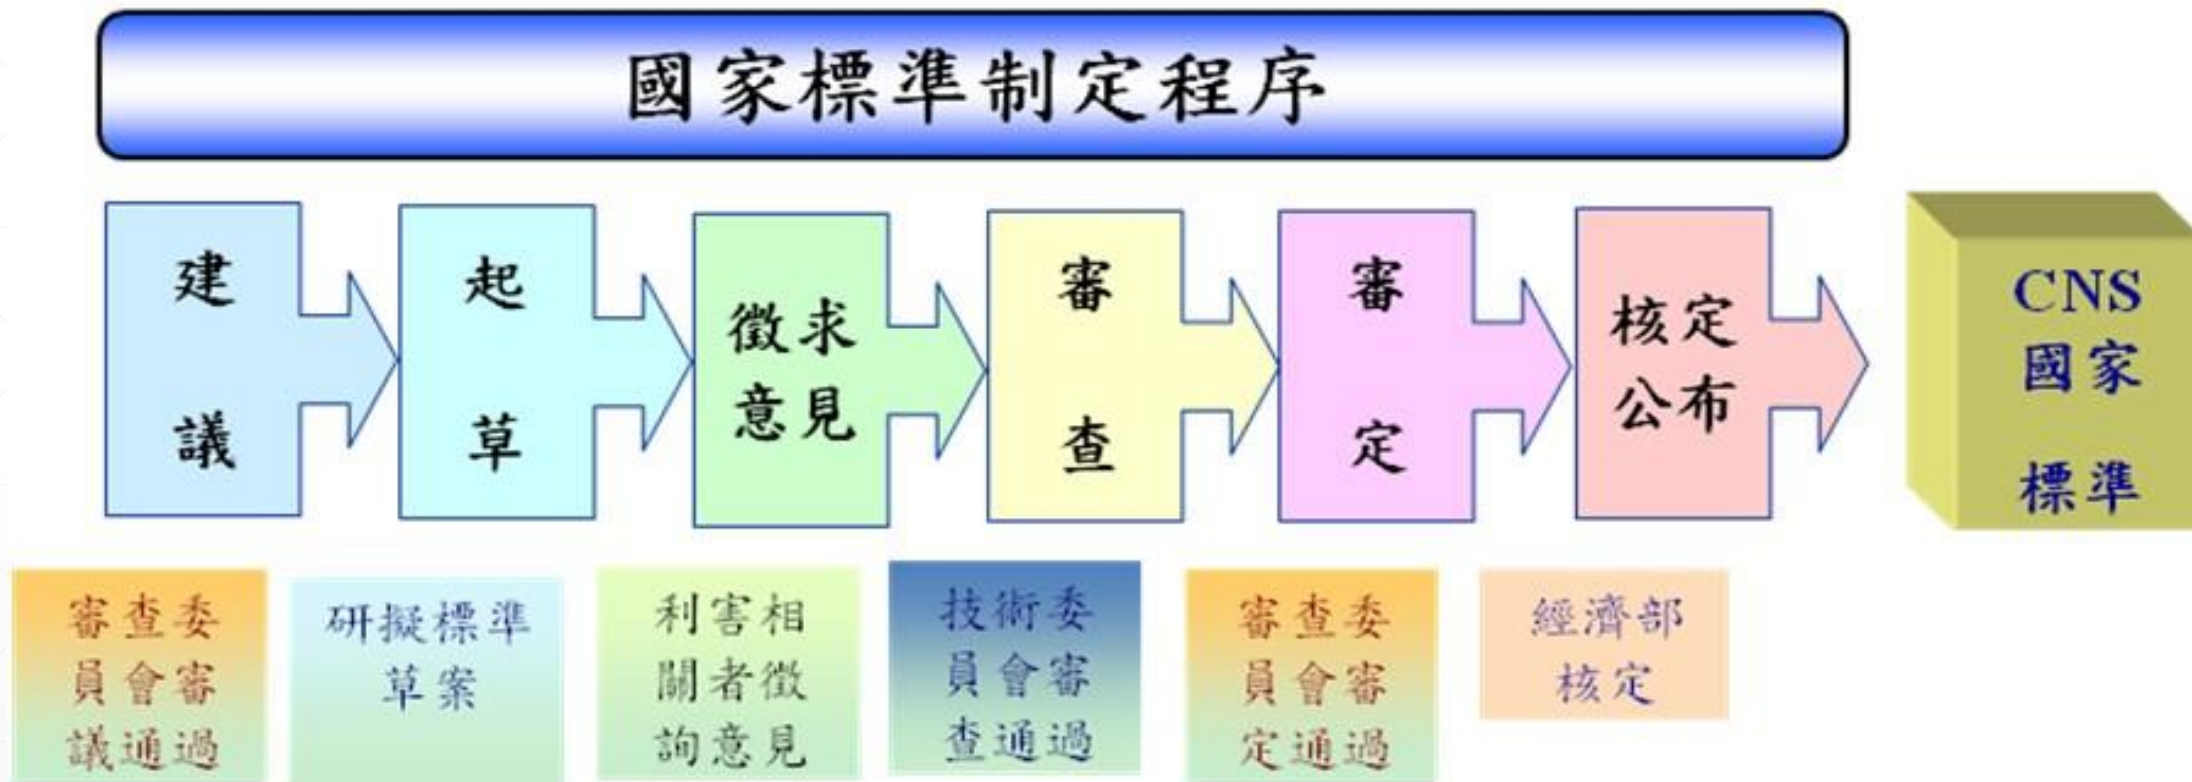 國家標準制定程序
建
議
起
草
徵求
意見
審
查
審
定
核定
公布
CNS
國家
標準
審查委
員會審
議通過
研擬標準
草案
利害相
關者徵
詢意見
技術委
員會審
查通過
審查委
員會審
定通過
經濟部
核定